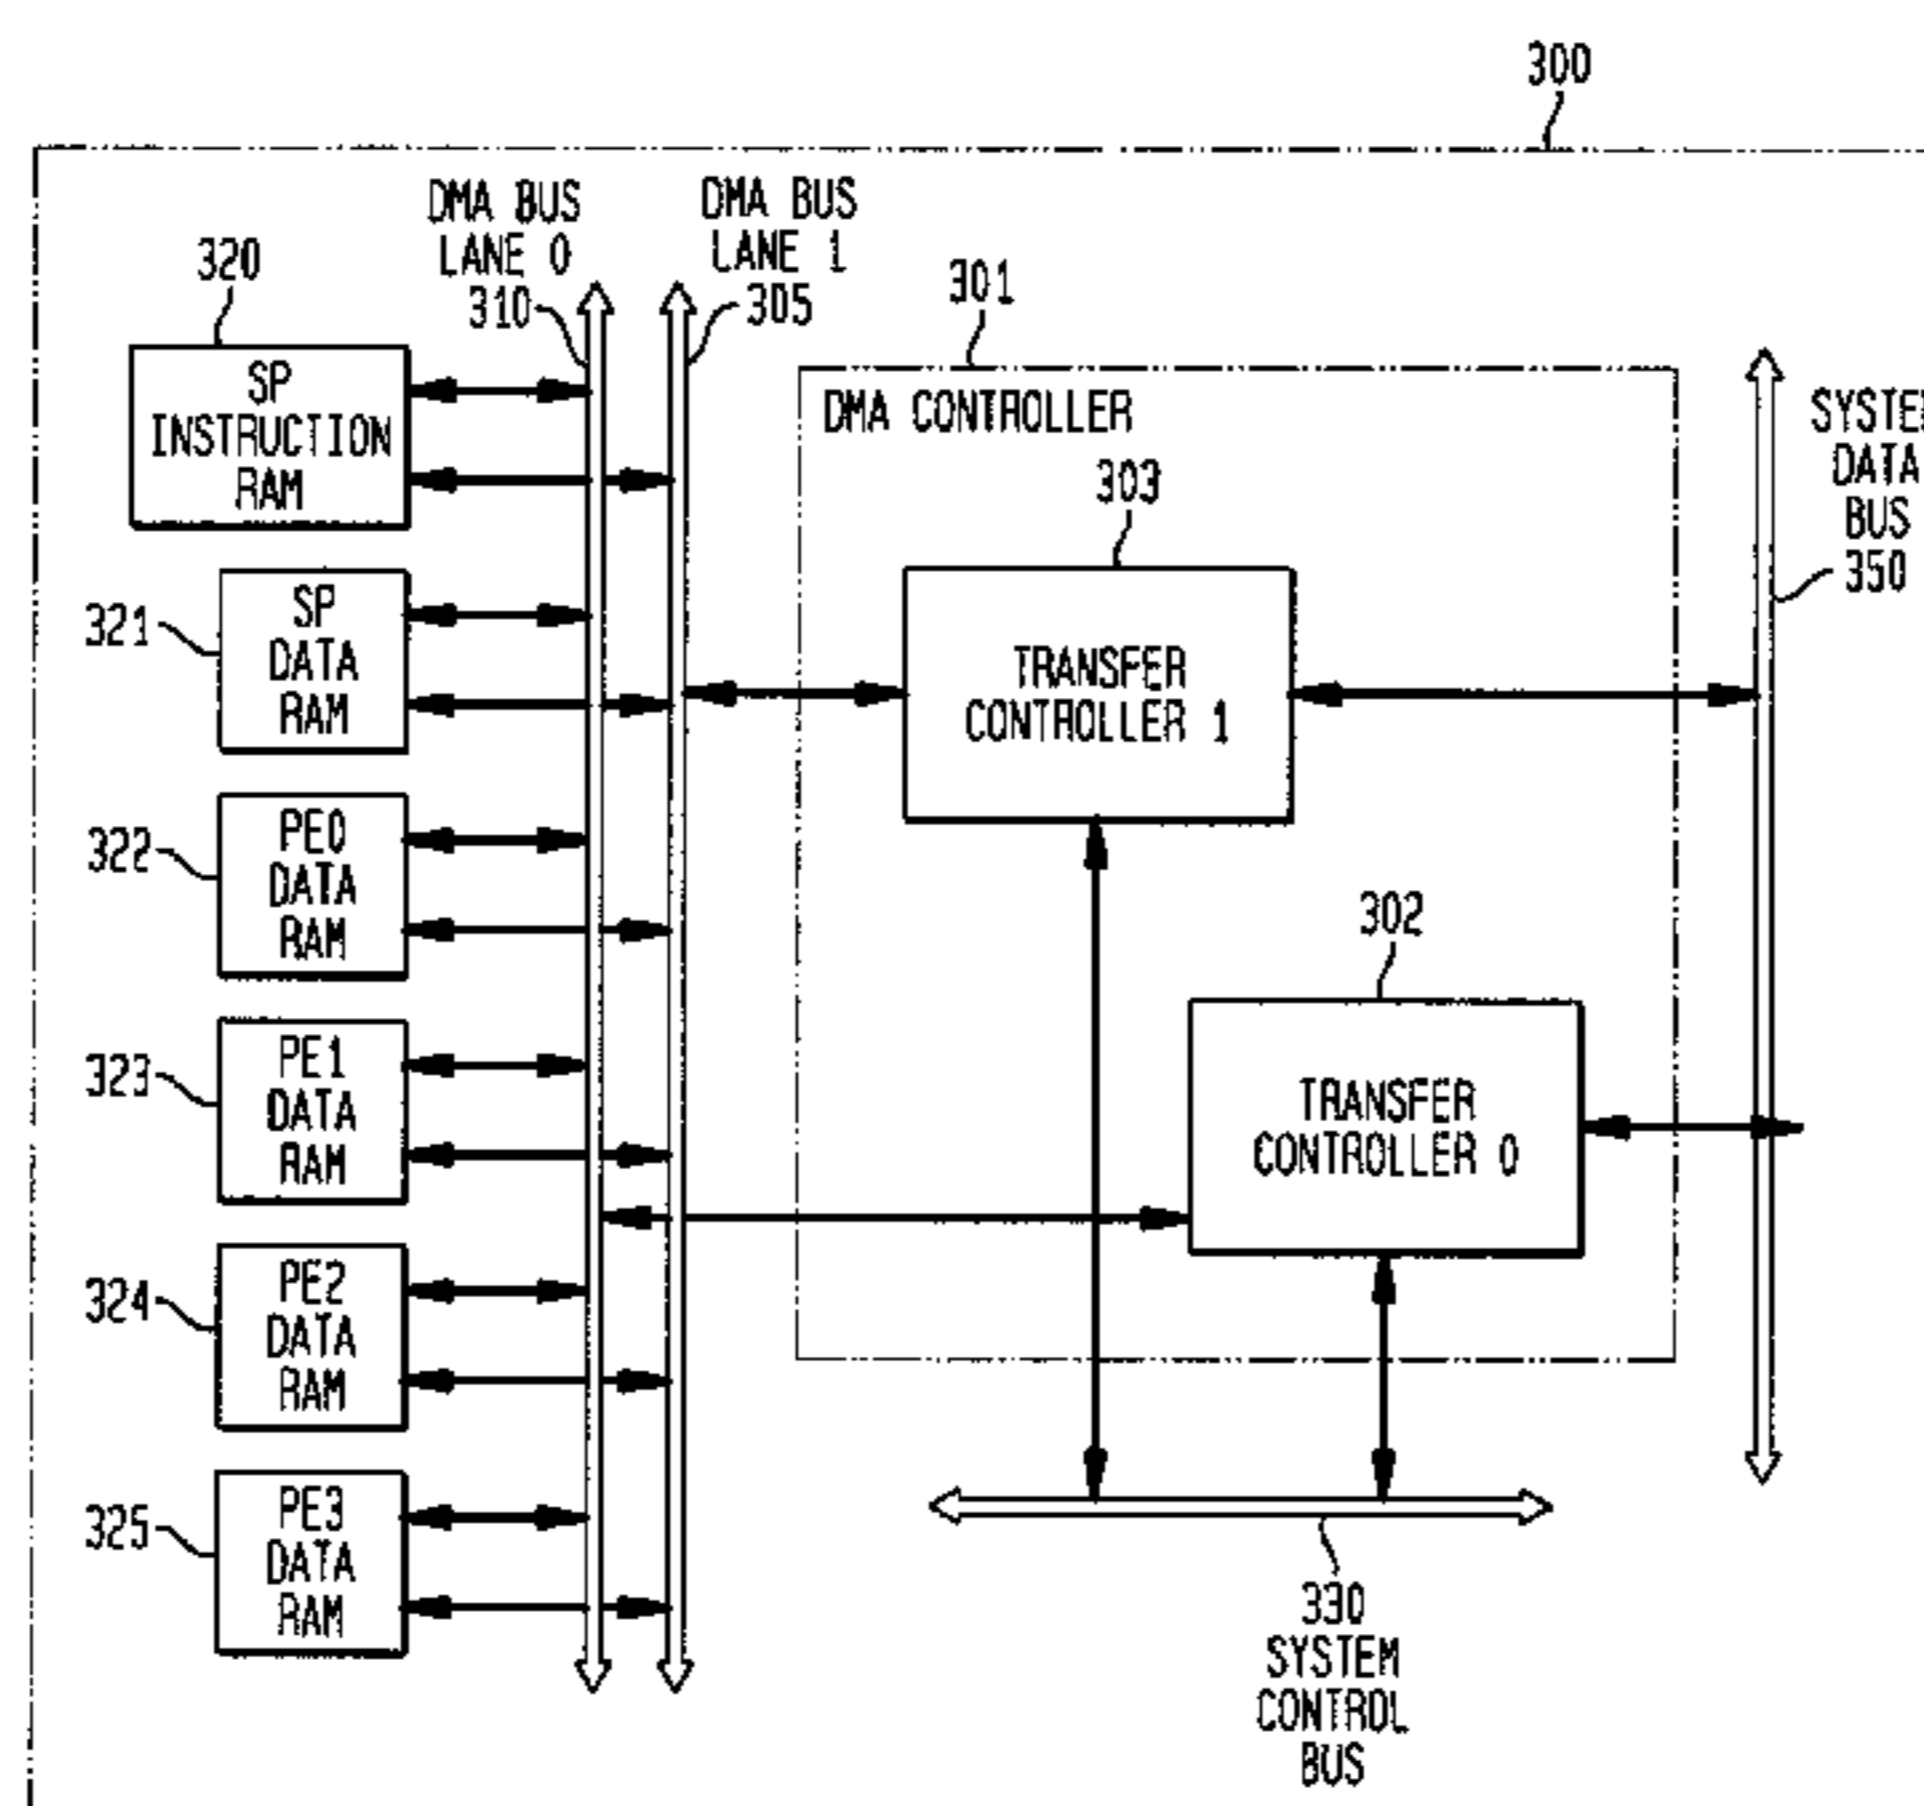 300
DMA BUS
LANE 0
310
DMA BUS
LANE 1
305
320
SP
INSTRUCTION
RAM
301
DMA CONTROLLER
303
TRANSFER
CONTROLLER 1
SYSTEM
DATA
BUS
350
321
SP
DATA
RAM
322
PE0
DATA
RAM
302
TRANSFER
CONTROLLER 0
323
PE1
DATA
RAM
324
PE2
DATA
RAM
325
PE3
DATA
RAM
330
SYSTEM
CONTROL
BUS